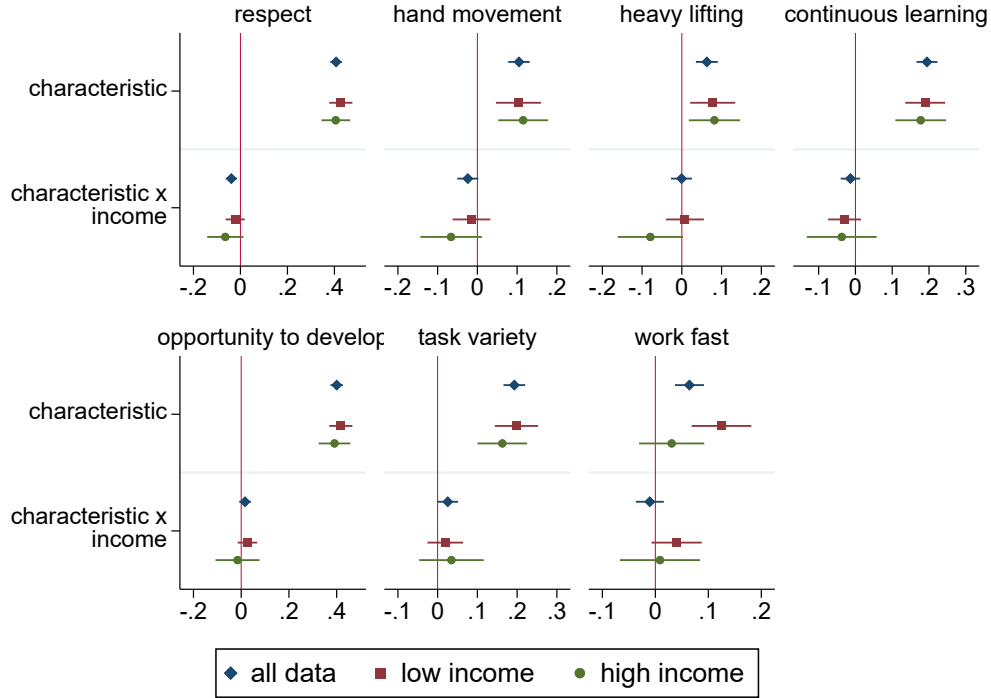 respect hand movement heavy lifting continuous learning
characteristic
characteristic x
income
-.2 0 .2 .4 -.2 -.1 0 .1 .2 -.2 -.1 0 .1 .2 -.1 0 .1 .2 .3
opportunity to develop task variety work fast
characteristic
characteristic x
income
-.2 0 .2 .4 -.1 0 .1 .2 .3 -.1 0 .1 .2
all data low income high income